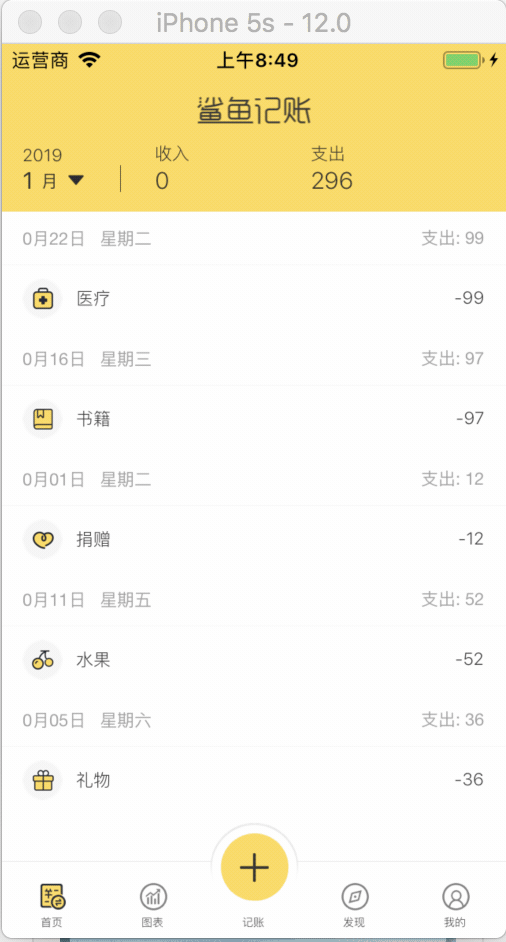 iPhone 5s - 12.0
运营商 上午8:49
鲨鱼记账
2019 收入 支出
1 月 0 296
0月22日 星期二 支出: 99
医疗 -99
0月16日 星期三 支出: 97
书籍 -97
0月01日 星期二 支出: 12
捐赠 -12
0月11日 星期五 支出: 52
水果 -52
0月05日 星期六 支出: 36
礼物 -36
首页 图表 记账 发现 我的